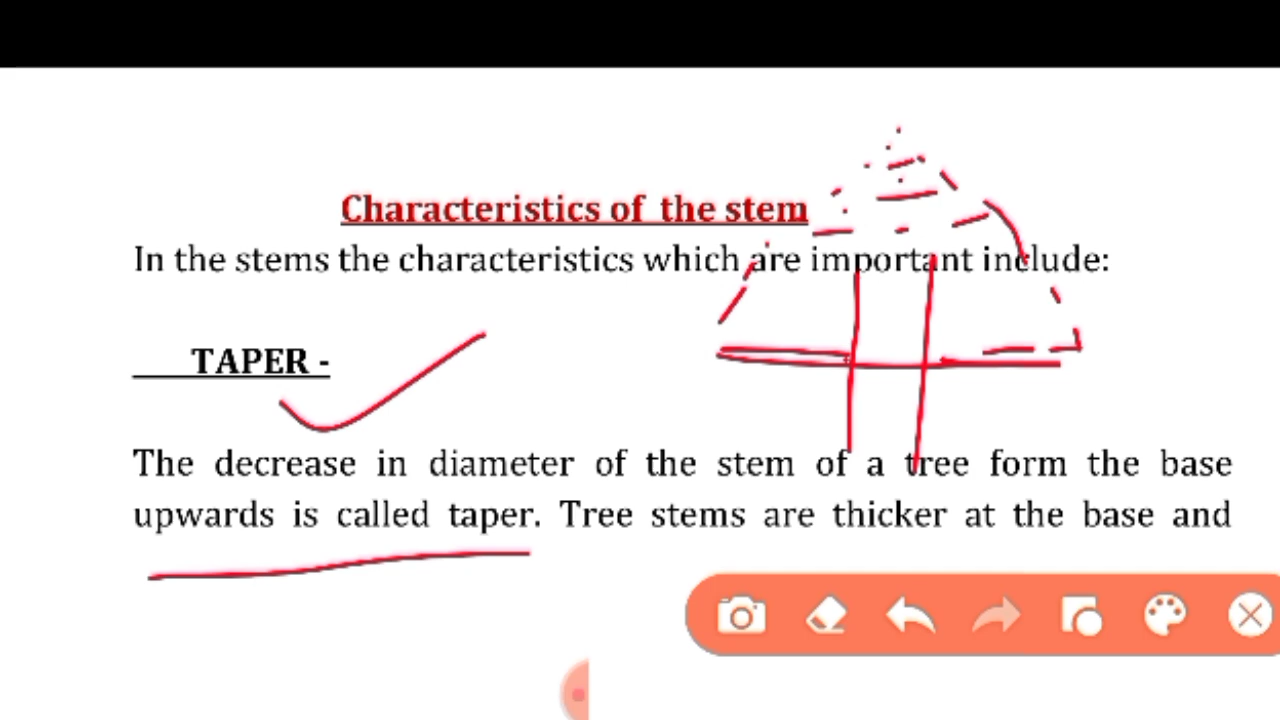 Characteristics of the stem
In the stems the characteristics which are important include:
TAPER -
The decrease in diameter of the stem of a tree form the base
upwards is called taper. Tree stems are thicker at the base and